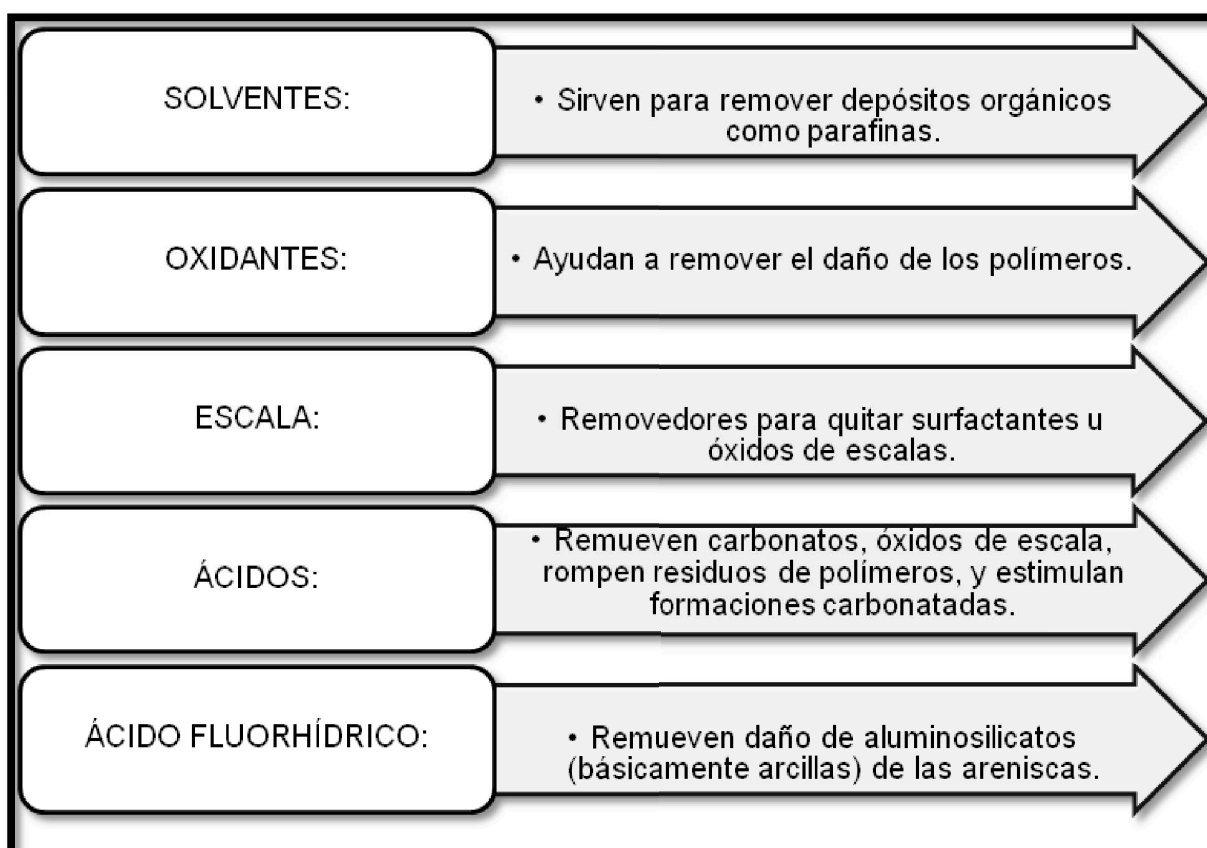 SOLVENTES:
• Sirven para remover depósitos orgánicos
como parafinas.
OXIDANTES:
• Ayudan a remover el daño de los polímeros.
ESCALA:
• Removedores para quitar surfactantes u
óxidos de escalas.
ÁCIDOS:
• Remueven carbonatos, óxidos de escala,
rompen residuos de polímeros, y estimulan
formaciones carbonatadas.
ÁCIDO FLUORHÍDRICO:
• Remueven daño de aluminosilicatos
(básicamente arcillas) de las areniscas.